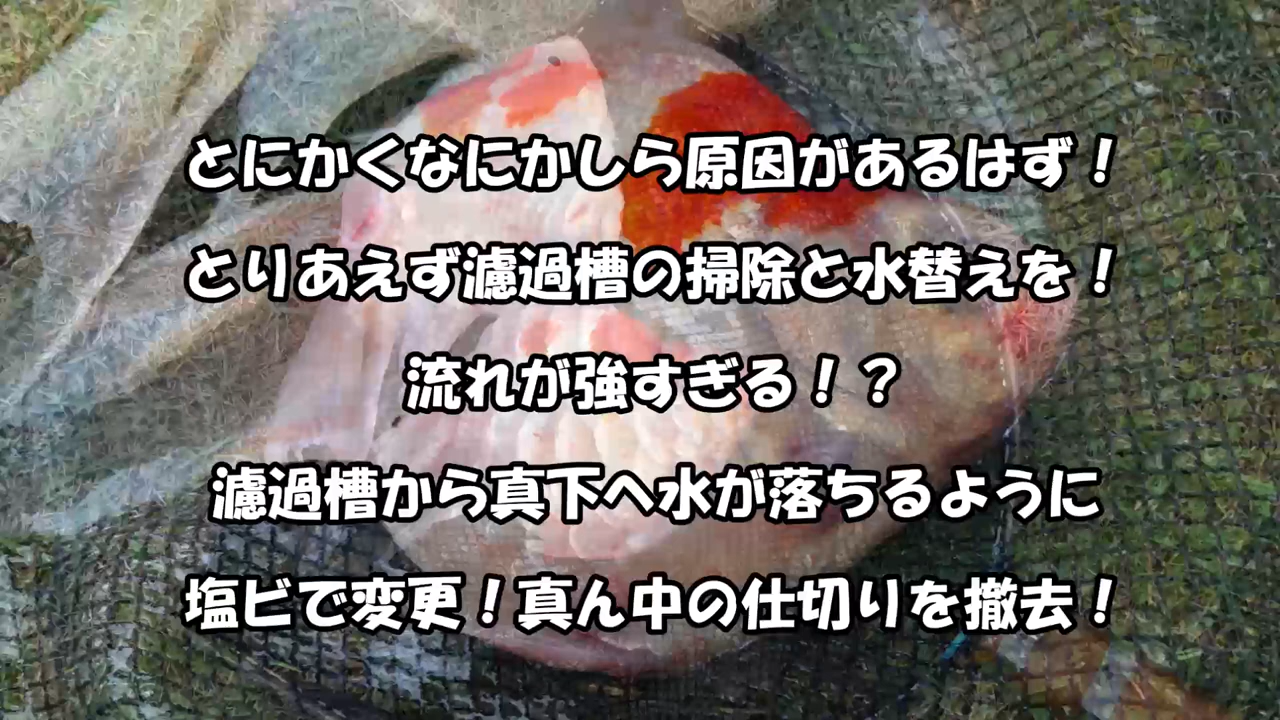 とにかくなにかしら原因があるはず！
とりあえず濾過槽の掃除と水替えを！
流れが強すぎる！？
濾過槽から真下へ水が落ちるように
塩ビで変更！真ん中の仕切りを撤去！